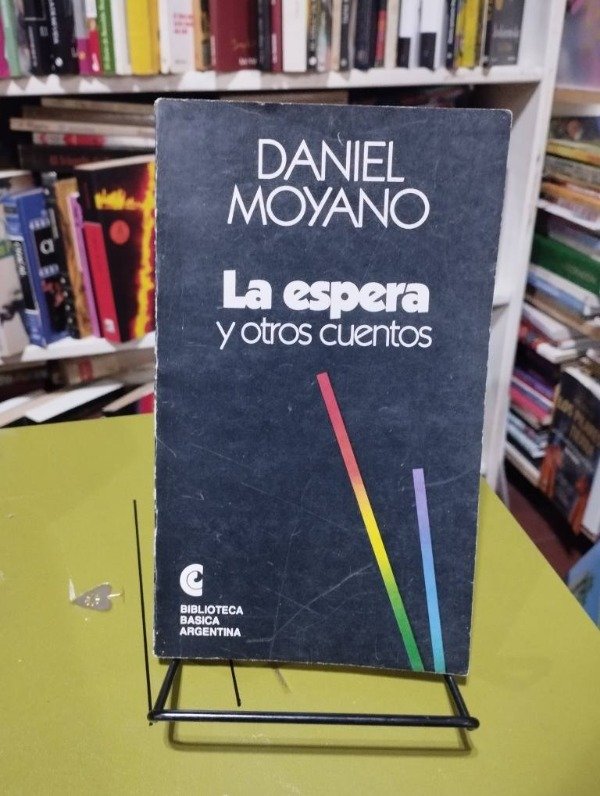 DANIEL
MOYANO
La espera
y otros cuentos
BIBLIOTECA
BASICA
ARGENTINA